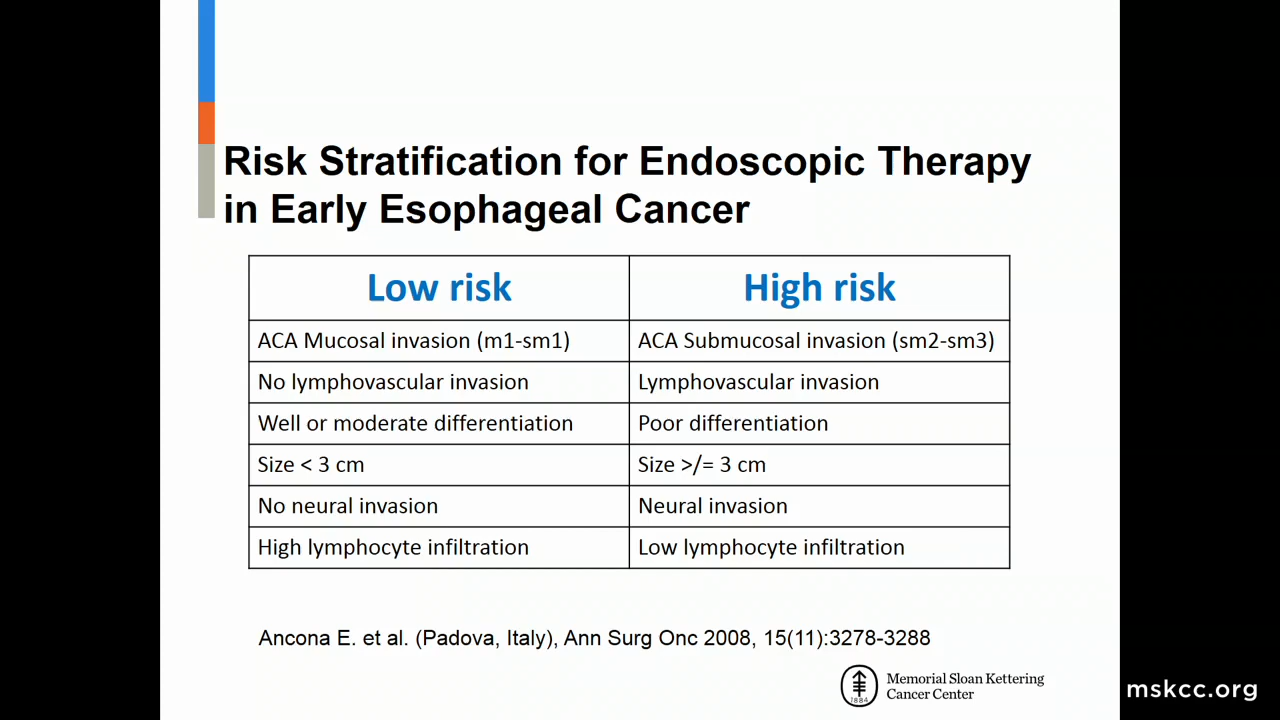 Risk Stratification for Endoscopic Therapy
in Early Esophageal Cancer
Low risk
High risk
ACA Mucosal invasion (m1-sm1)
ACA Submucosal invasion (sm2-sm3)
No lymphovascular invasion
Lymphovascular invasion
Well or moderate differentiation
Poor differentiation
Size < 3 cm
Size >/= 3 cm
No neural invasion
Neural invasion
High lymphocyte infiltration
Low lymphocyte infiltration
Ancona E. et al. (Padova, Italy), Ann Surg Onc 2008, 15(11):3278-3288
1884
Memorial Sloan Kettering
Cancer Center
mskcc.org